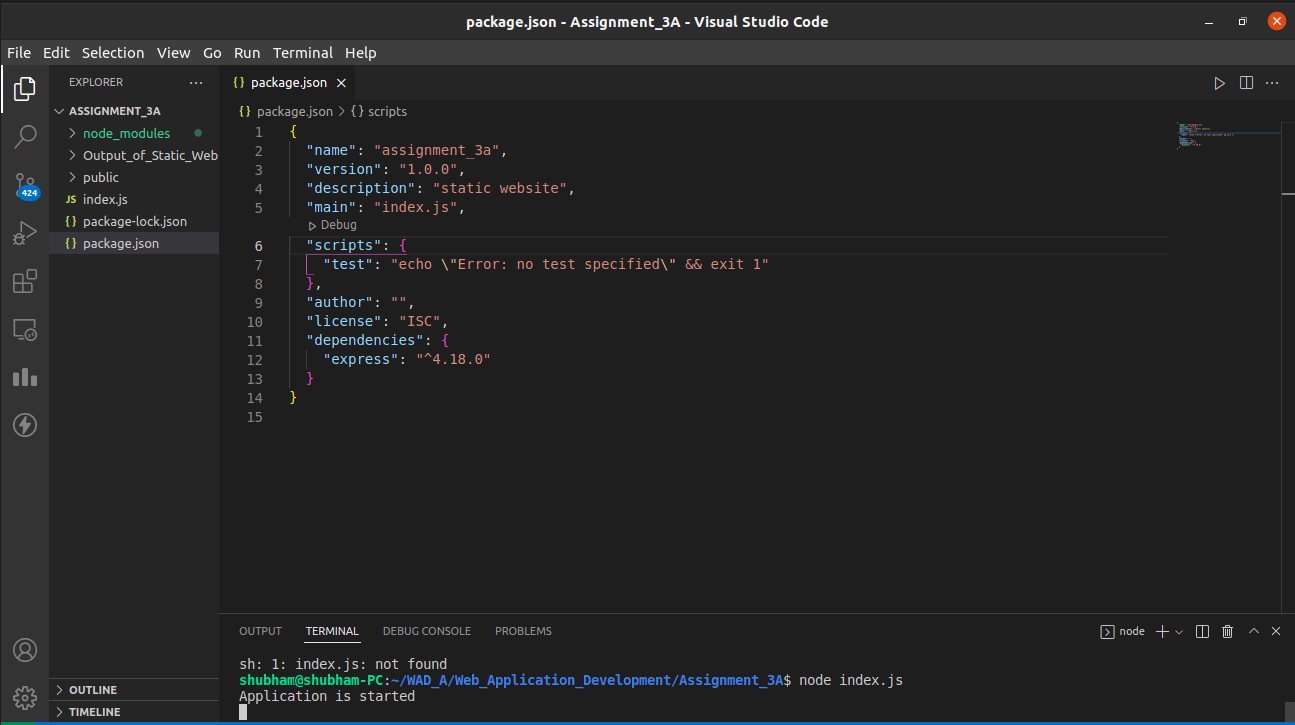 package.json - Assignment_3A - Visual Studio Code
File Edit Selection View Go Run Terminal Help
EXPLORER
ASSIGNMENT_3A
node_modules
Output_of_Static_Web
public
JS index.js
{} package-lock.json
{} package.json
424
OUTLINE
TIMELINE
{} package.json
{} package.json > {} scripts
1 {
2 "name": "assignment_3a",
3 "version": "1.0.0",
4 "description": "static website",
5 "main": "index.js",
Debug
6 "scripts": {
7 "test": "echo \"Error: no test specified\" && exit 1"
8 },
9 "author": "",
10 "license": "ISC",
11 "dependencies": {
12 "express": "^4.18.0"
13 }
14 }
15
OUTPUT TERMINAL DEBUG CONSOLE PROBLEMS
node
sh: 1: index.js: not found
shubham@shubham-PC:~/WAD_A/Web_Application_Development/Assignment_3A$ node index.js
Application is started